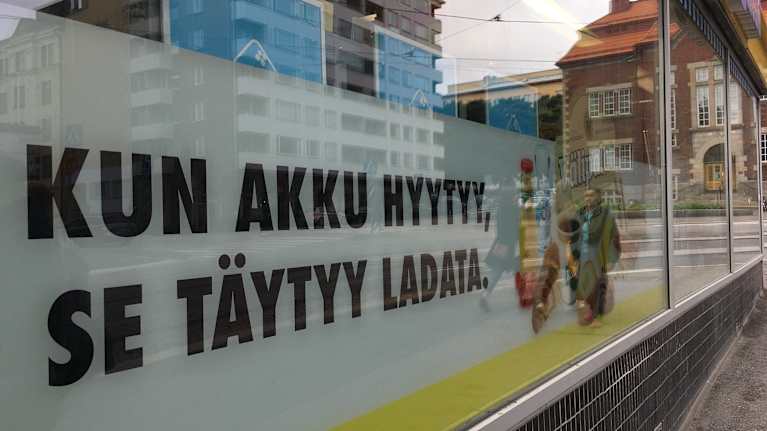 KUN AKKU HYYTYY,
SE TÄYTYY LADATA.